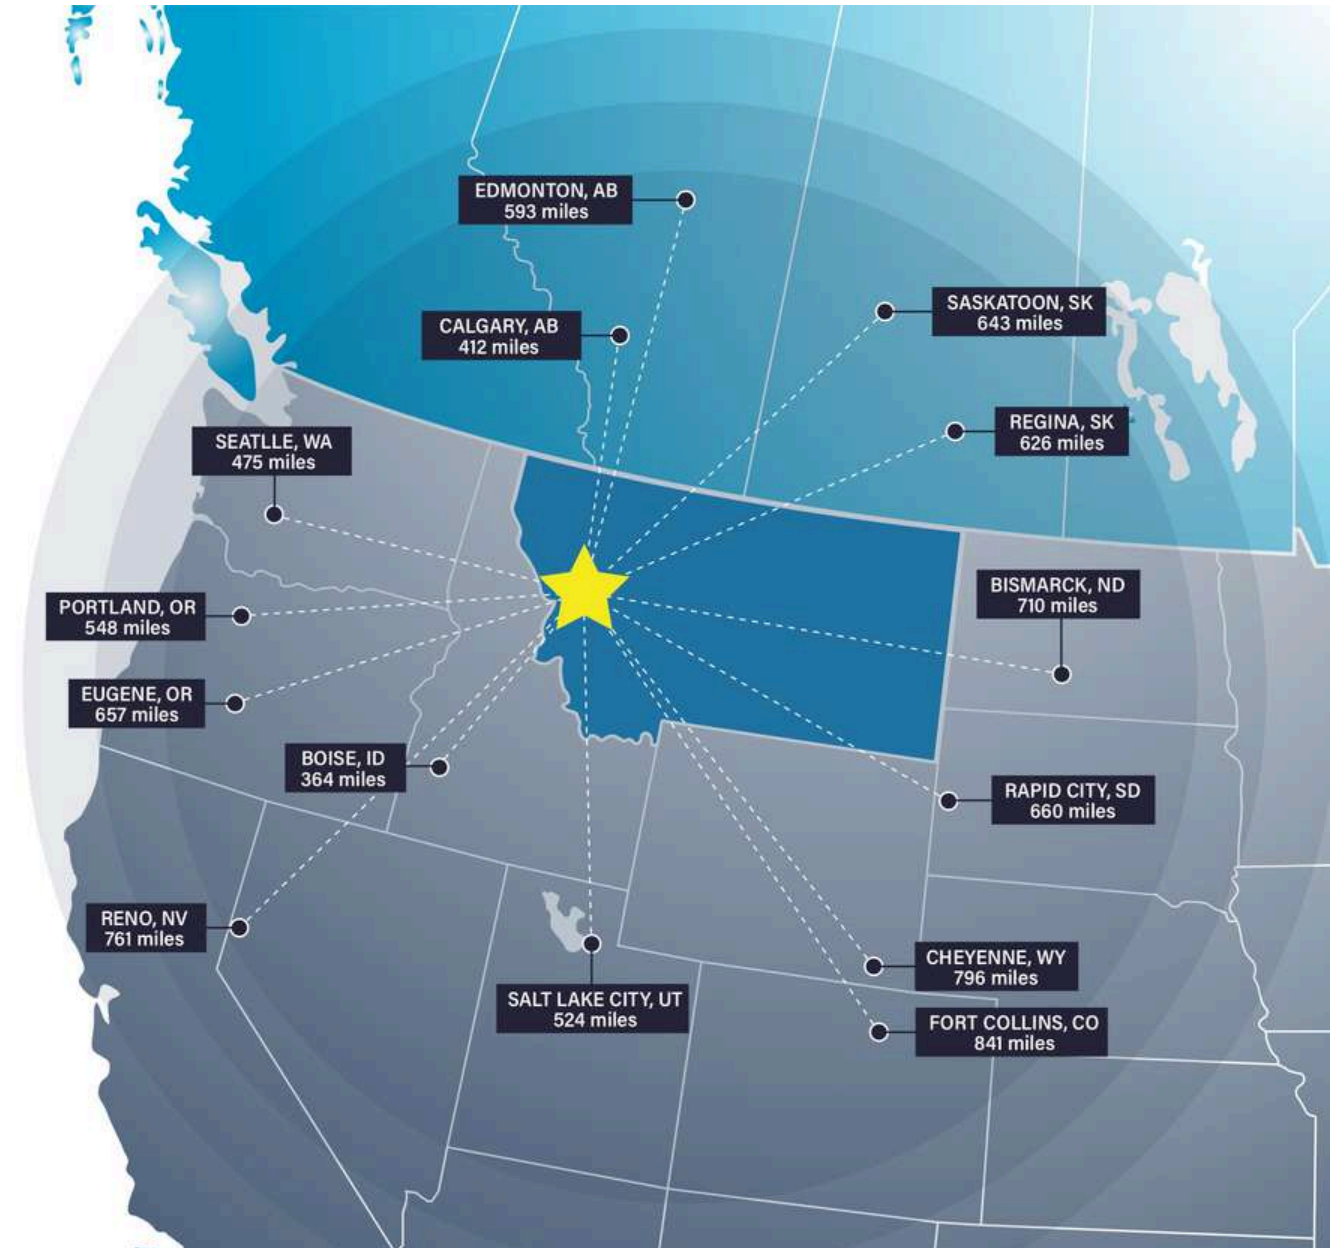 EDMONTON, AB
593 miles
SASKATOON, SK
643 miles
CALGARY, AB
412 miles
REGINA, SK
626 miles
SEATLLE, WA
475 miles
BISMARCK, ND
710 miles
PORTLAND, OR
548 miles
EUGENE, OR
657 miles
BOISE, ID
364 miles
RAPID CITY, SD
660 miles
RENO, NV
761 miles
CHEYENNE, WY
796 miles
SALT LAKE CITY, UT
524 miles
FORT COLLINS, CO
841 miles